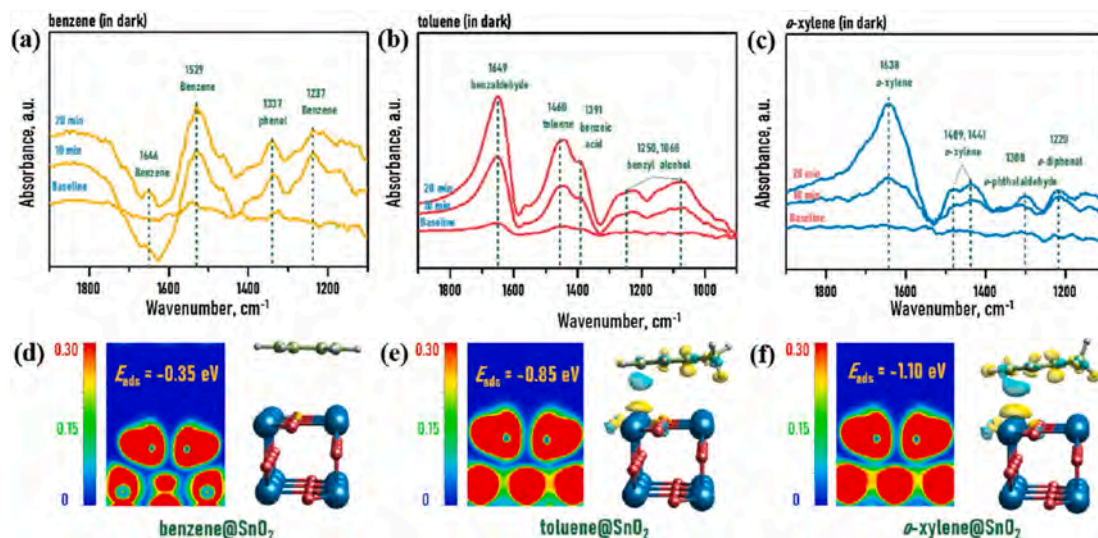 benzene (in dark)
(a)
1646
Benzene
1529
Benzene
1337
phenol
1237
Benzene
20 min
10 min
Baseline
Absorbance, a.u.
1800 1600 1400 1200
Wavenumber, cm-1
toluene (in dark)
(b)
1649
benzaldehyde
1460
toluene
1391
benzoic
acid
1250, 1068
benzyl alcohol
20 min
10 min
Baseline
Absorbance, a.u.
1800 1600 1400 1200 1000
Wavenumber, cm-1
o-xylene (in dark)
(c)
1638
o-xylene
1489, 1441
o-xylene
1308
o-phthalaldehyde
1220
o-diphenol
20 min
10 min
Baseline
Absorbance, a.u.
1800 1600 1400 1200
Wavenumber, cm-1
(d)
0.30
0.15
0
Eads = -0.35 eV
benzene@SnO2
(e)
0.30
0.15
0
Eads = -0.85 eV
toluene@SnO2
(f)
0.30
0.15
0
Eads = -1.10 eV
o-xylene@SnO2